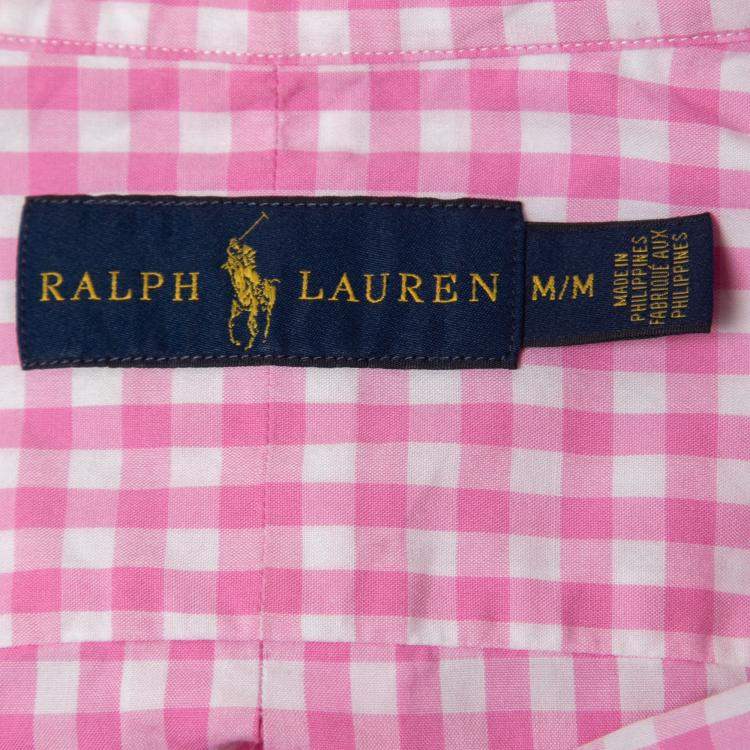 RALPH LAUREN
M/M
MADE IN
PHILIPPINES
FABRIQUÉ AUX
PHILIPPINES